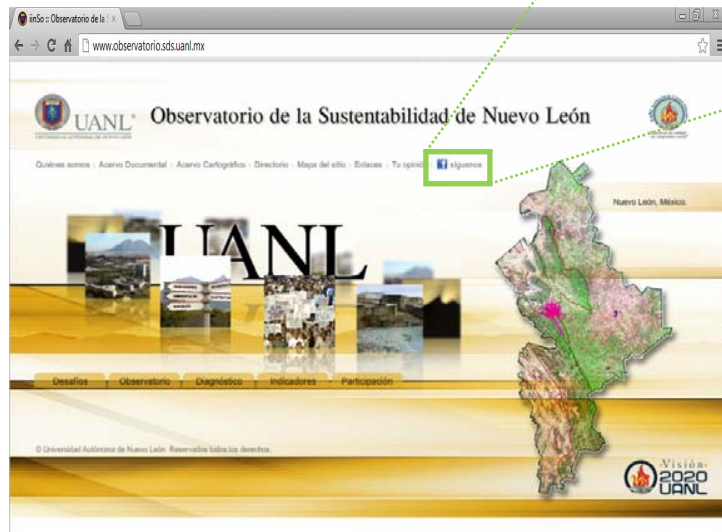 iinSo :: Observatorio de la S
www.observatorio.sds.uanl.mx
UANL® Observatorio de la Sustentabilidad de Nuevo León
Quiénes somos | Acervo Documental | Acervo Cartográfico | Directorio | Mapa del sitio | Enlaces | Tu opinión síguenos
Nuevo León, México.
UANL
Desafíos Observatorio Diagnóstico Indicadores Participación
© Universidad Autónoma de Nuevo León. Reservados todos los derechos.
Visión
2020
UANL